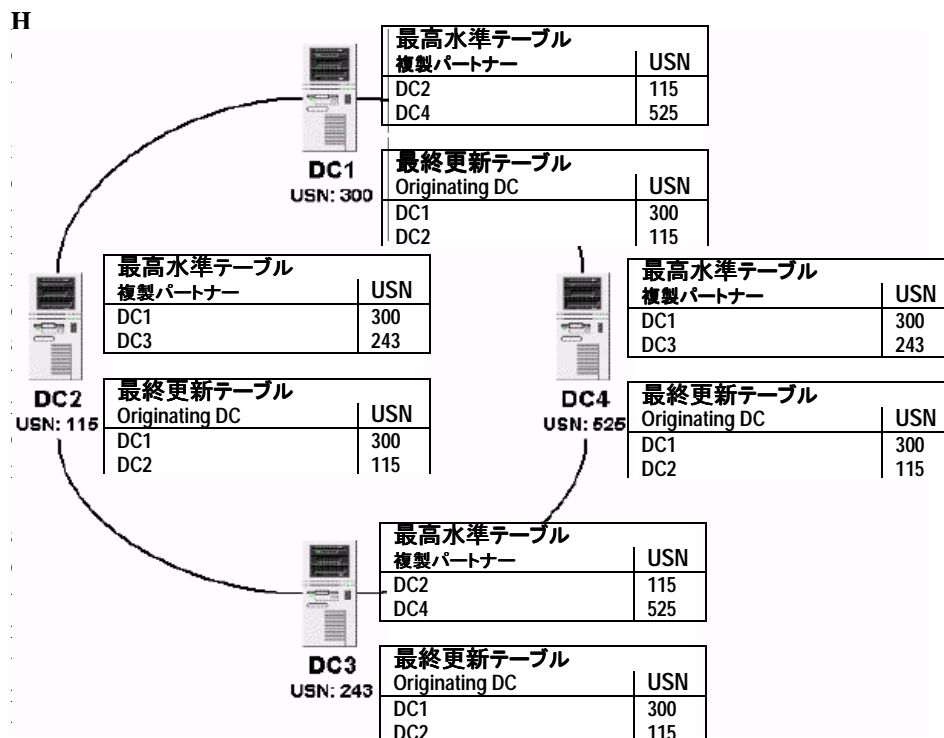 H
最高水準テーブル
複製パートナー USN
DC2 115
DC4 525
DC1
USN: 300
最終更新テーブル
Originating DC USN
DC1 300
DC2 115
最高水準テーブル
複製パートナー USN
DC1 300
DC3 243
DC2
USN: 115
最終更新テーブル
Originating DC USN
DC1 300
DC2 115
最高水準テーブル
複製パートナー USN
DC1 300
DC3 243
DC4
USN: 525
最終更新テーブル
Originating DC USN
DC1 300
DC2 115
最高水準テーブル
複製パートナー USN
DC2 115
DC4 525
DC3
USN: 243
最終更新テーブル
Originating DC USN
DC1 300
DC2 115